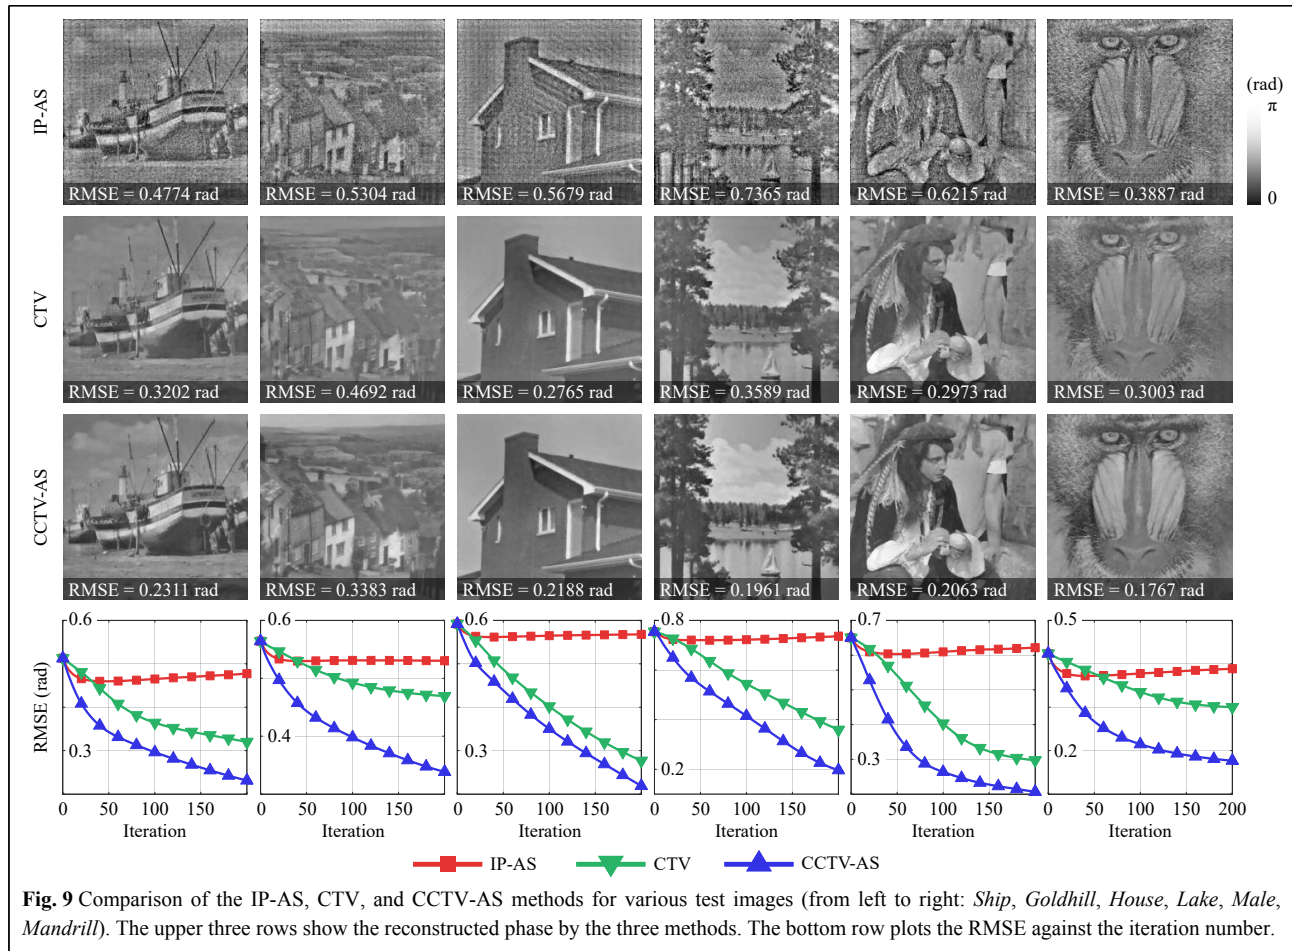 IP-AS
RMSE = 0.4774 rad
RMSE = 0.5304 rad
RMSE = 0.5679 rad
RMSE = 0.7365 rad
RMSE = 0.6215 rad
RMSE = 0.3887 rad
(rad)
π
0
CTV
RMSE = 0.3202 rad
RMSE = 0.4692 rad
RMSE = 0.2765 rad
RMSE = 0.3589 rad
RMSE = 0.2973 rad
RMSE = 0.3003 rad
CCTV-AS
RMSE = 0.2311 rad
RMSE = 0.3383 rad
RMSE = 0.2188 rad
RMSE = 0.1961 rad
RMSE = 0.2063 rad
RMSE = 0.1767 rad
RMSE (rad)
0.6
0.3
0 50 100 150
Iteration
0.6
0.4
0 50 100 150
Iteration
0.6
0.3
0 50 100 150
Iteration
0.8
0.2
0 50 100 150
Iteration
0.7
0.3
0 50 100 150
Iteration
0.5
0.2
0 50 100 150 200
Iteration
IP-AS CTV CCTV-AS
Fig. 9 Comparison of the IP-AS, CTV, and CCTV-AS methods for various test images (from left to right: Ship, Goldhill, House, Lake, Male,
Mandrill). The upper three rows show the reconstructed phase by the three methods. The bottom row plots the RMSE against the iteration number.